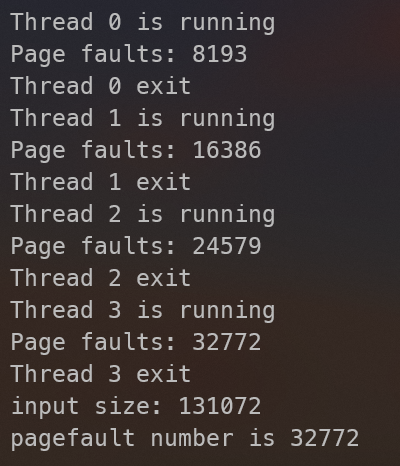 Thread 0 is running
Page faults: 8193
Thread 0 exit
Thread 1 is running
Page faults: 16386
Thread 1 exit
Thread 2 is running
Page faults: 24579
Thread 2 exit
Thread 3 is running
Page faults: 32772
Thread 3 exit
input size: 131072
pagefault number is 32772